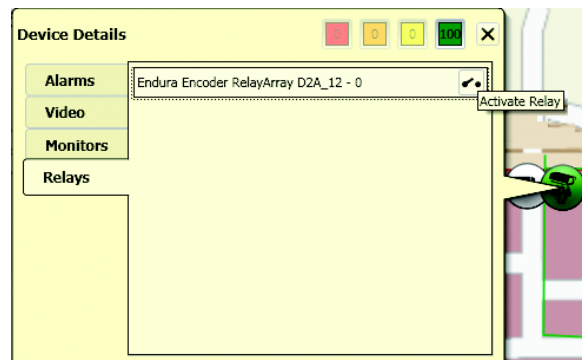 Device Details
0 0 0 100 X
Alarms
Endura Encoder RelayArray D2A_12 - 0
Activate Relay
Video
Monitors
Relays